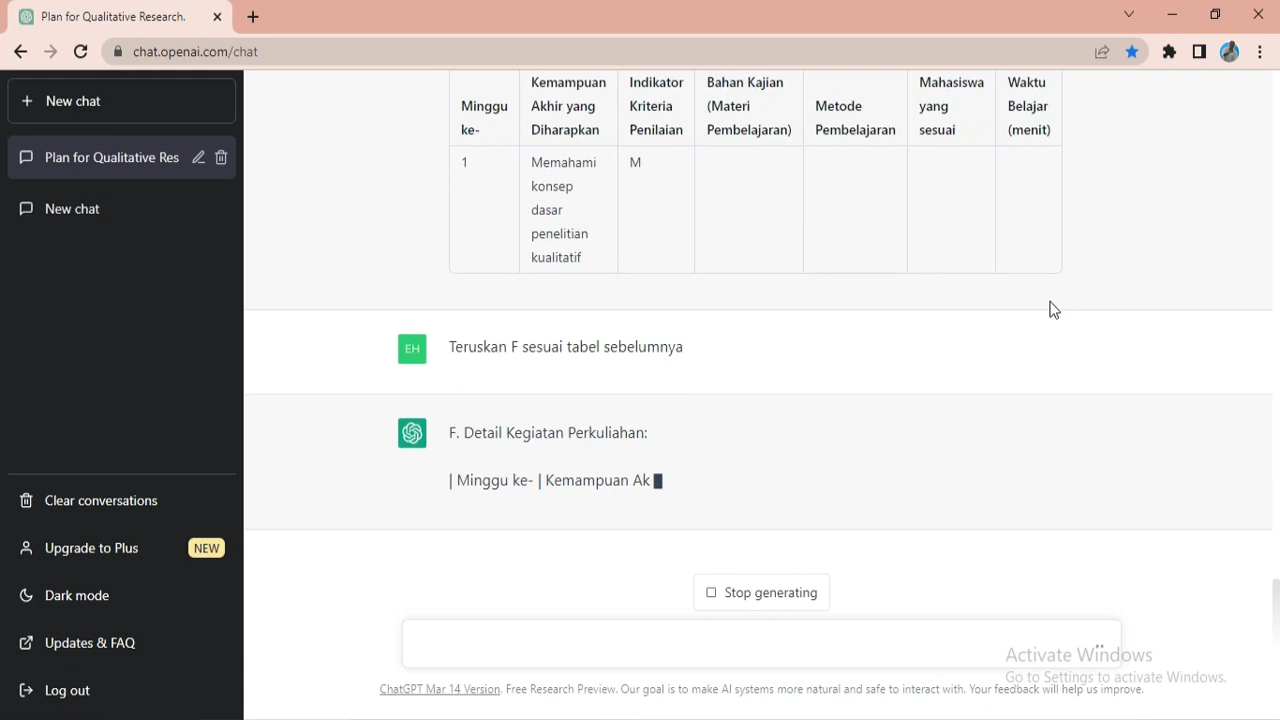 Plan for Qualitative Research.
chat.openai.com/chat
New chat
Plan for Qualitative Res
New chat
Clear conversations
Upgrade to Plus NEW
Dark mode
Updates & FAQ
Log out
Minggu ke-
Kemampuan Akhir yang Diharapkan
Indikator Kriteria Penilaian
Bahan Kajian (Materi Pembelajaran)
Metode Pembelajaran
Mahasiswa yang sesuai
Waktu Belajar (menit)
1
Memahami konsep dasar penelitian kualitatif
M
EH
Teruskan F sesuai tabel sebelumnya
F. Detail Kegiatan Perkuliahan:
| Minggu ke- | Kemampuan Ak
Stop generating
Activate Windows
Go to Settings to activate Windows.
ChatGPT Mar 14 Version. Free Research Preview. Our goal is to make AI systems more natural and safe to interact with. Your feedback will help us improve.